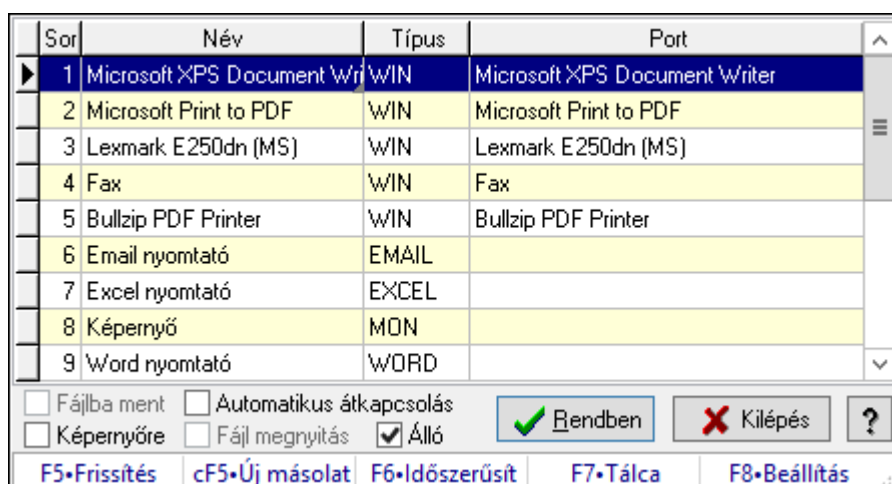 Sor Név Típus Port
1 Microsoft XPS Document Wri WIN Microsoft XPS Document Writer
2 Microsoft Print to PDF WIN Microsoft Print to PDF
3 Lexmark E250dn (MS) WIN Lexmark E250dn (MS)
4 Fax WIN Fax
5 Bullzip PDF Printer WIN Bullzip PDF Printer
6 Email nyomtató EMAIL
7 Excel nyomtató EXCEL
8 Képernyő MON
9 Word nyomtató WORD
Fájlba ment Automatikus átkapcsolás Rendben Kilépés ?
Képernyőre Fájl megnyitás Álló
F5•Frissítés cF5•Új másolat F6•Időszerűsít F7•Tálca F8•Beállítás